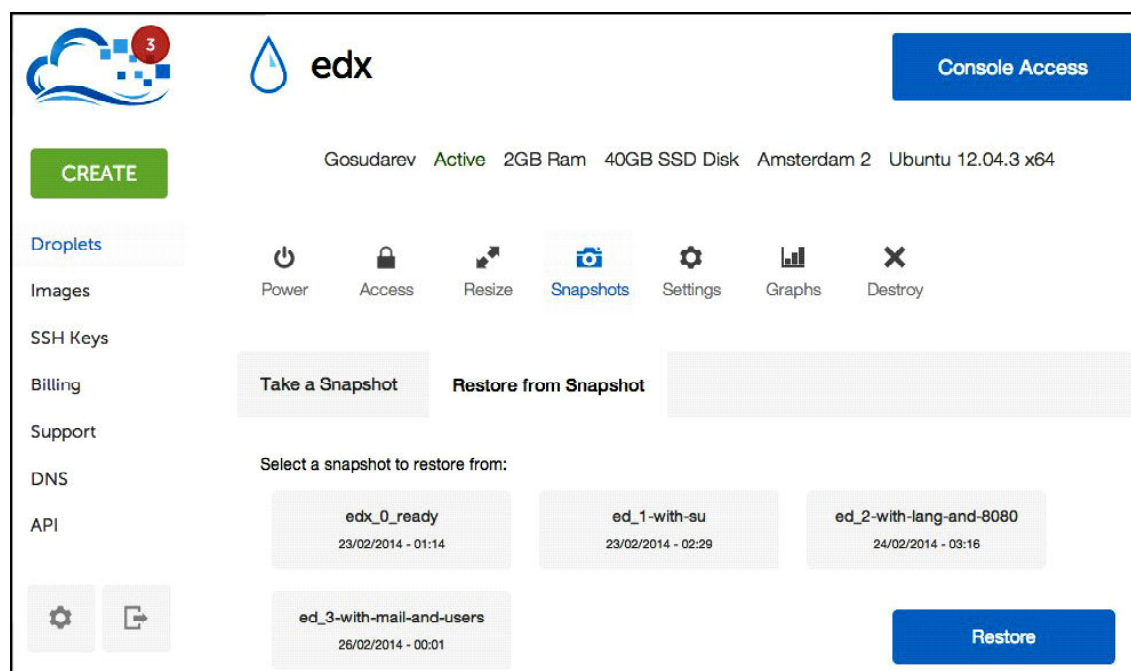 3
edx
Console Access
CREATE
Gosudarev Active 2GB Ram 40GB SSD Disk Amsterdam 2 Ubuntu 12.04.3 x64
Droplets
Images
SSH Keys
Billing
Support
DNS
API
Power Access Resize Snapshots Settings Graphs Destroy
Take a Snapshot Restore from Snapshot
Select a snapshot to restore from:
edx_0_ready
23/02/2014 - 01:14
ed_1-with-su
23/02/2014 - 02:29
ed_2-with-lang-and-8080
24/02/2014 - 03:16
ed_3-with-mail-and-users
26/02/2014 - 00:01
Restore